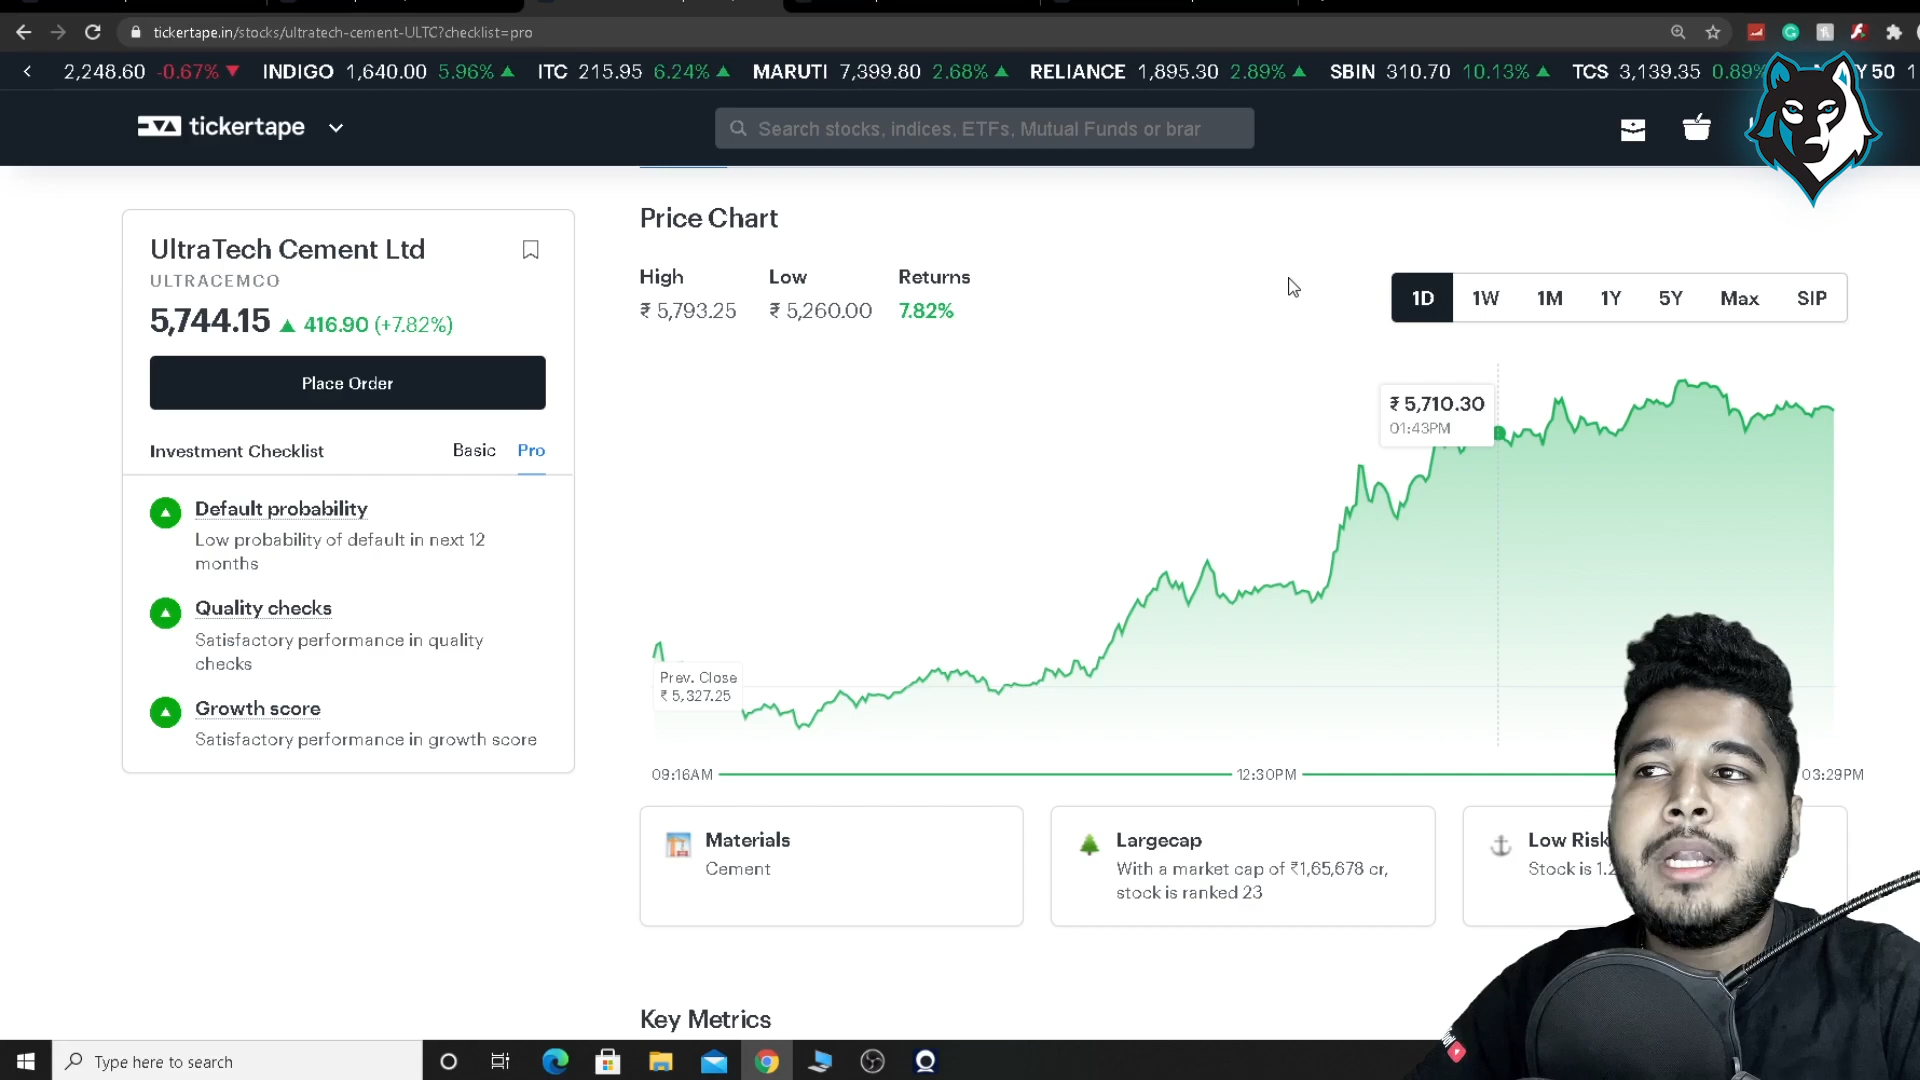 tickertape.in/stocks/ultratech-cement-ULTC?checklist=pro
2,248.60 -0.67% ▼ INDIGO 1,640.00 5.96% ▲ ITC 215.95 6.24% ▲ MARUTI 7,399.80 2.68% ▲ RELIANCE 1,895.30 2.89% ▲ SBIN 310.70 10.13% ▲ TCS 3,139.35 0.89% Y 50 1
tickertape
Search stocks, indices, ETFs, Mutual Funds or brar
Price Chart
UltraTech Cement Ltd
ULTRACEMCO
5,744.15 ▲ 416.90 (+7.82%)
Place Order
Investment Checklist Basic Pro
Default probability
Low probability of default in next 12
months
Quality checks
Satisfactory performance in quality
checks
Growth score
Satisfactory performance in growth score
High Low Returns
₹ 5,793.25 ₹ 5,260.00 7.82%
1D 1W 1M 1Y 5Y Max SIP
₹ 5,710.30
01:43PM
Prev. Close
₹ 5,327.25
09:16AM 12:30PM 03:29PM
Materials
Cement
Largecap
With a market cap of ₹1,65,678 cr,
stock is ranked 23
Low Risk
Stock is 1.2
Key Metrics
Type here to search